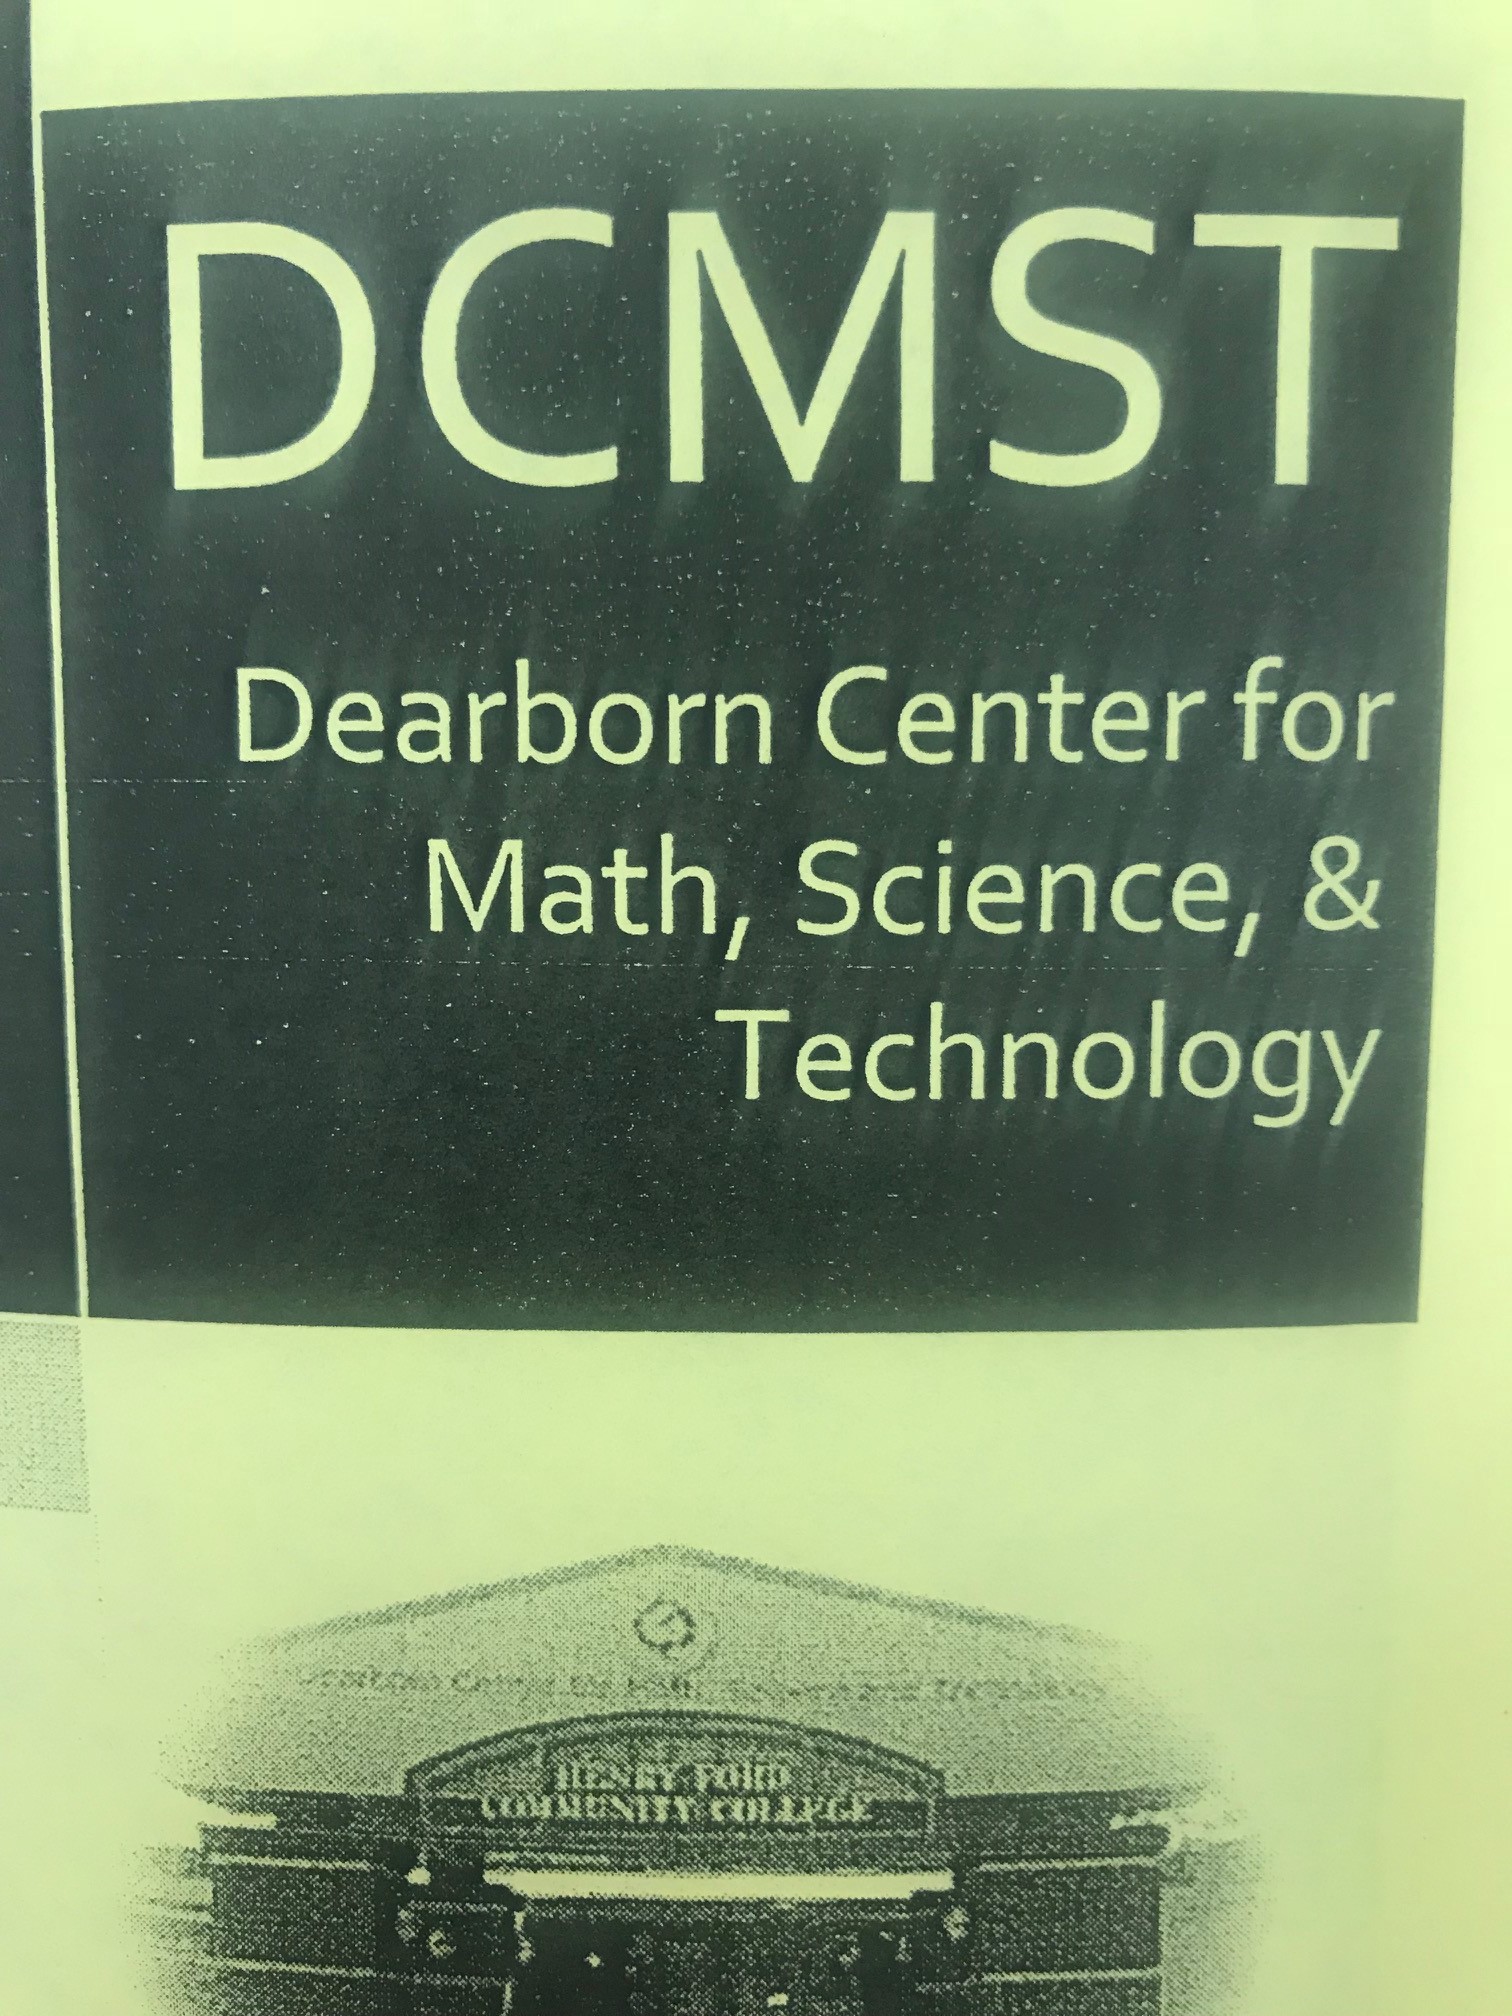 DCMST
Dearborn Center for
Math, Science, &
Technology
HENRY FORD
COMMUNITY COLLEGE